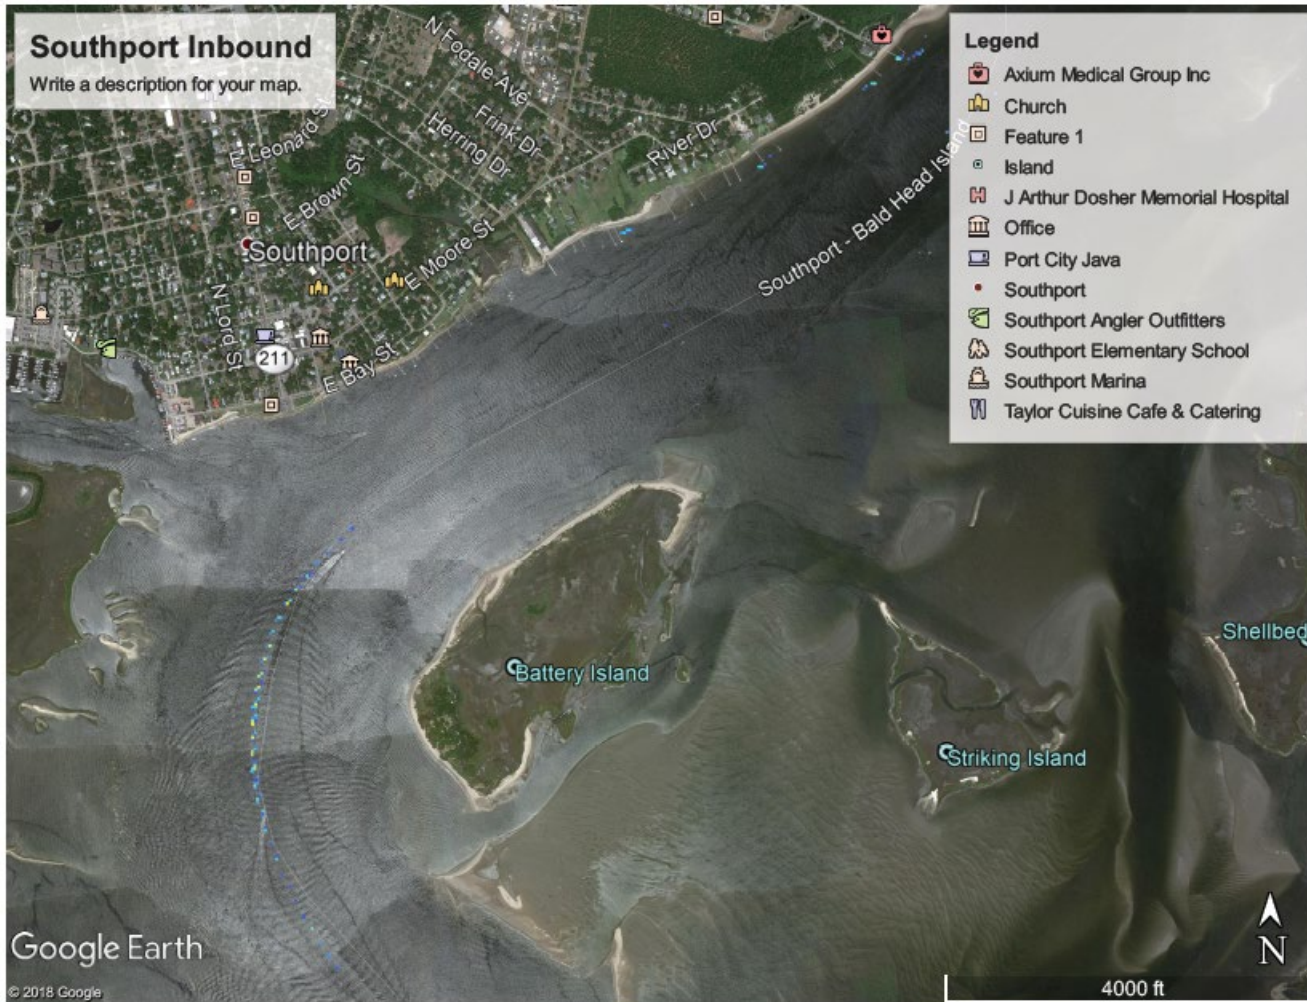 Southport Inbound
Write a description for your map.
Legend
Axium Medical Group Inc
Church
Feature 1
Island
J Arthur Dosher Memorial Hospital
Office
Port City Java
Southport
Southport Angler Outfitters
Southport Elementary School
Southport Marina
Taylor Cuisine Cafe & Catering
N Fodale Ave
Frink Dr
Herring Dr
River Dr
E Leonard St
E Brown St
E Moore St
Southport
N Lord St
211
E Bay St
Southport - Bald Head Island
Battery Island
Striking Island
Shellbed
Google Earth
© 2018 Google
N
4000 ft